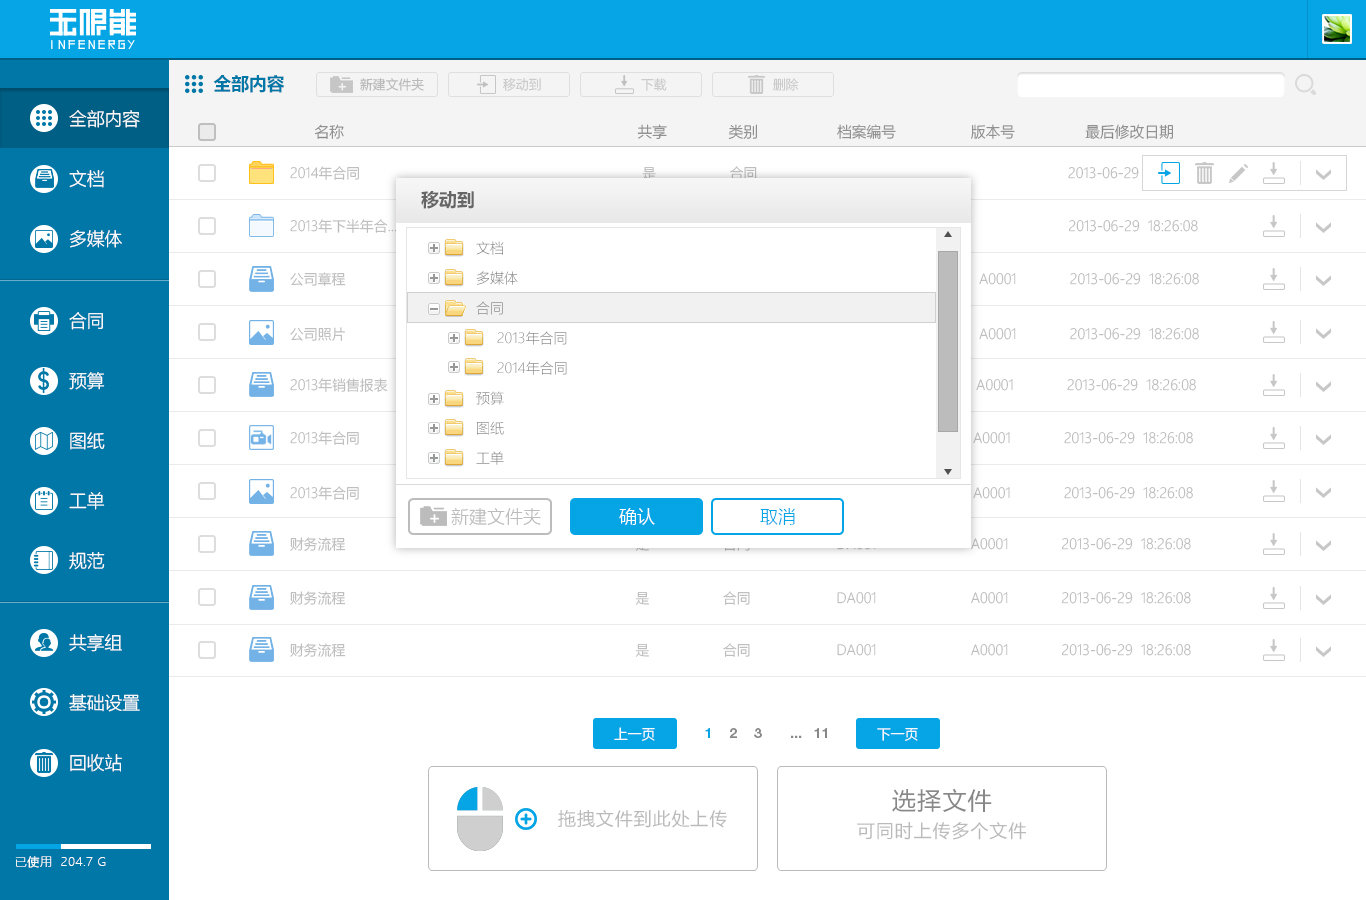 无限能
INFENERGY
全部内容
文档
多媒体
合同
预算
图纸
工单
规范
共享组
基础设置
回收站
已使用 204.7 G
全部内容 新建文件夹 移动到 下载 删除
名称 共享 类别 档案编号 版本号 最后修改日期
2014年合同 是 合同 2013-06-29
2013年下半年合... 2013-06-29 18:26:08
公司章程 A0001 2013-06-29 18:26:08
公司照片 A0001 2013-06-29 18:26:08
2013年销售报表 A0001 2013-06-29 18:26:08
2013年合同 A0001 2013-06-29 18:26:08
2013年合同 A0001 2013-06-29 18:26:08
财务流程 是 合同 DA001 A0001 2013-06-29 18:26:08
财务流程 是 合同 DA001 A0001 2013-06-29 18:26:08
财务流程 是 合同 DA001 A0001 2013-06-29 18:26:08
移动到
文档
多媒体
合同
2013年合同
2014年合同
预算
图纸
工单
新建文件夹 确认 取消
上一页 1 2 3 ... 11 下一页
拖拽文件到此处上传
选择文件
可同时上传多个文件